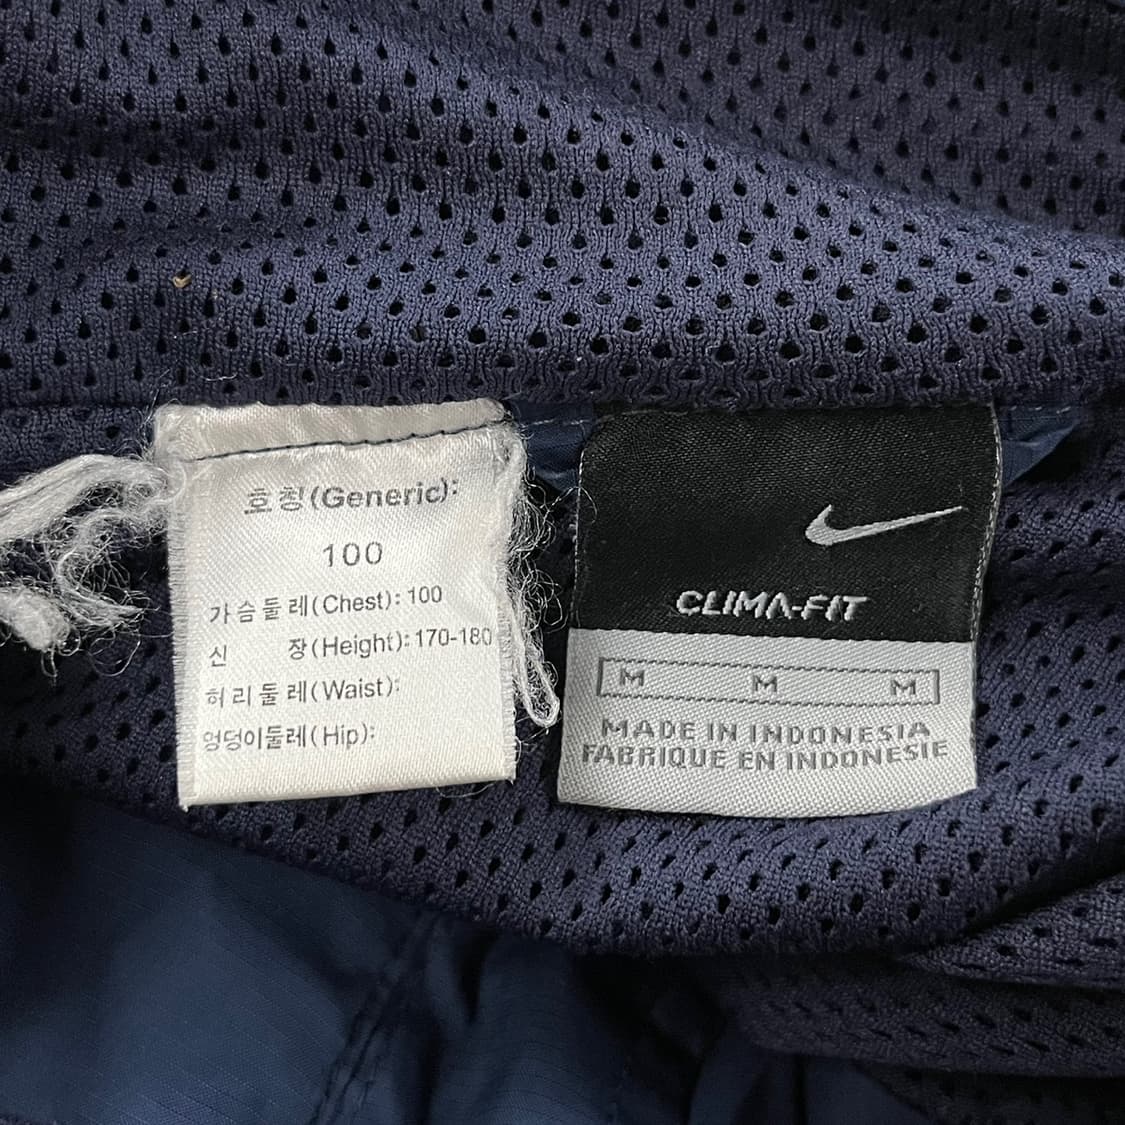 호칭(Generic):
100
가슴둘레(Chest): 100
신 장(Height): 170-180
허리둘레(Waist):
엉덩이둘레(Hip):
CLIMA-FIT
M M M
MADE IN INDONESIA
FABRIQUE EN INDONESIE